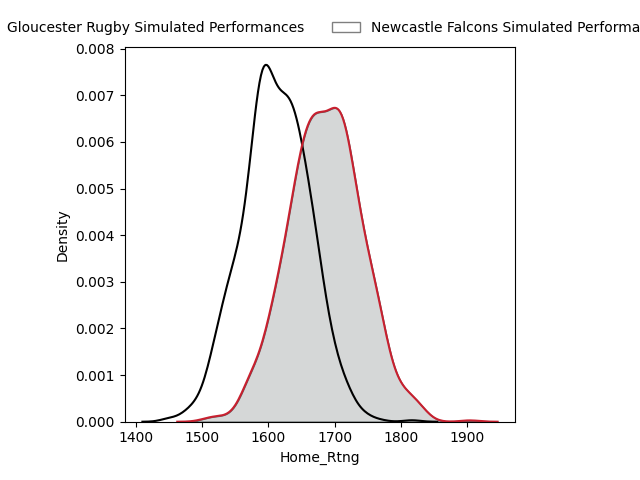 Gloucester Rugby Simulated Performances
Newcastle Falcons Simulated Performa
0.008
0.007
0.006
0.005
0.004
0.003
0.002
0.001
0.000
Density
1400 1500 1600 1700 1800 1900
Home_Rtng